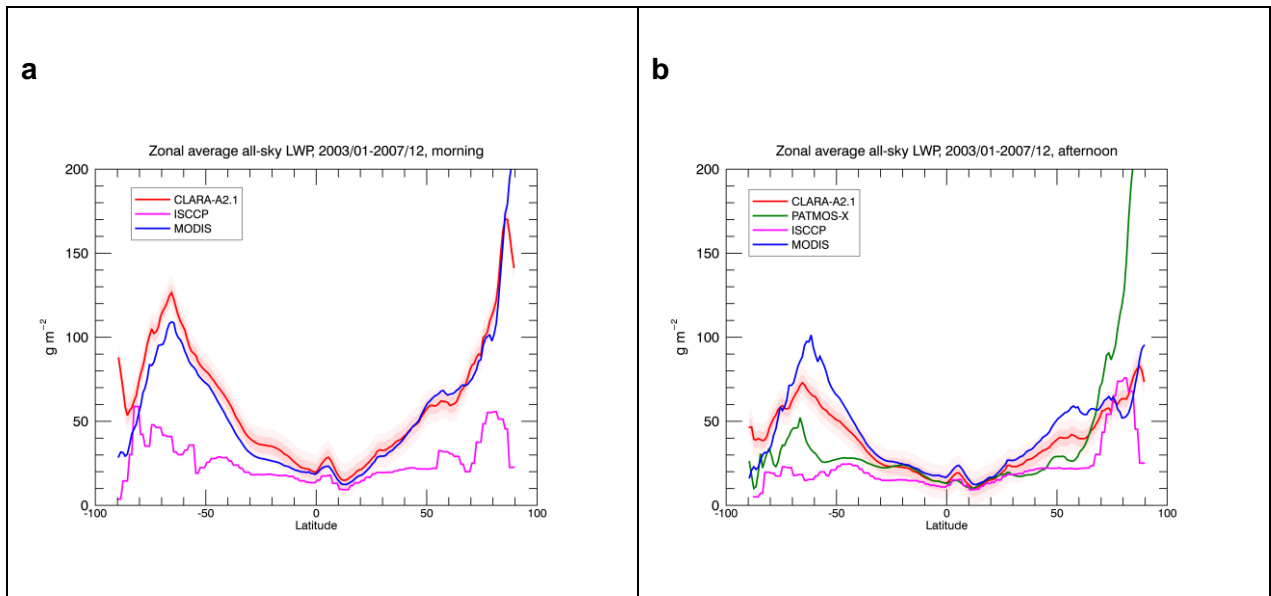 a
Zonal average all-sky LWP, 2003/01-2007/12, morning
200
150
100
50
0
g m⁻²
CLARA-A2.1
ISCCP
MODIS
-100
-50
0
50
100
Latitude
b
Zonal average all-sky LWP, 2003/01-2007/12, afternoon
200
150
100
50
0
g m⁻²
CLARA-A2.1
PATMOS-X
ISCCP
MODIS
-100
-50
0
50
100
Latitude